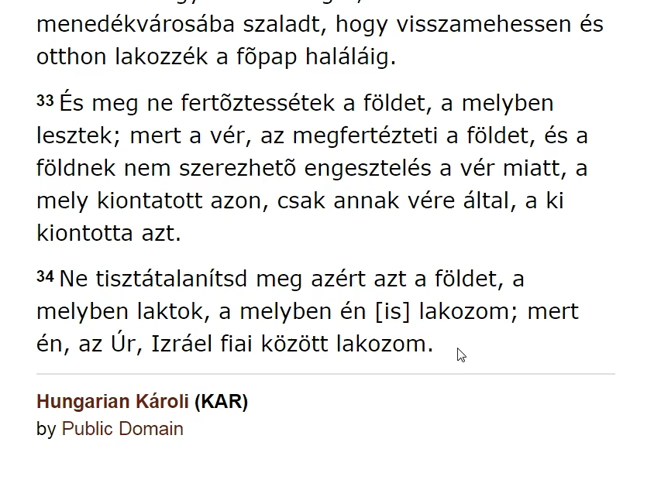 menedékvárosába szaladt, hogy visszamehessen és
otthon lakozzék a fõpap haláláig.
33 És meg ne fertõztessétek a földet, a melyben
lesztek; mert a vér, az megfertézteti a földet, és a
földnek nem szerezhetõ engesztelés a vér miatt, a
mely kiontatott azon, csak annak vére által, a ki
kiontotta azt.
34 Ne tisztátalanítsd meg azért azt a földet, a
melyben laktok, a melyben én [is] lakozom; mert
én, az Úr, Izráel fiai között lakozom.
Hungarian Károli (KAR)
by Public Domain